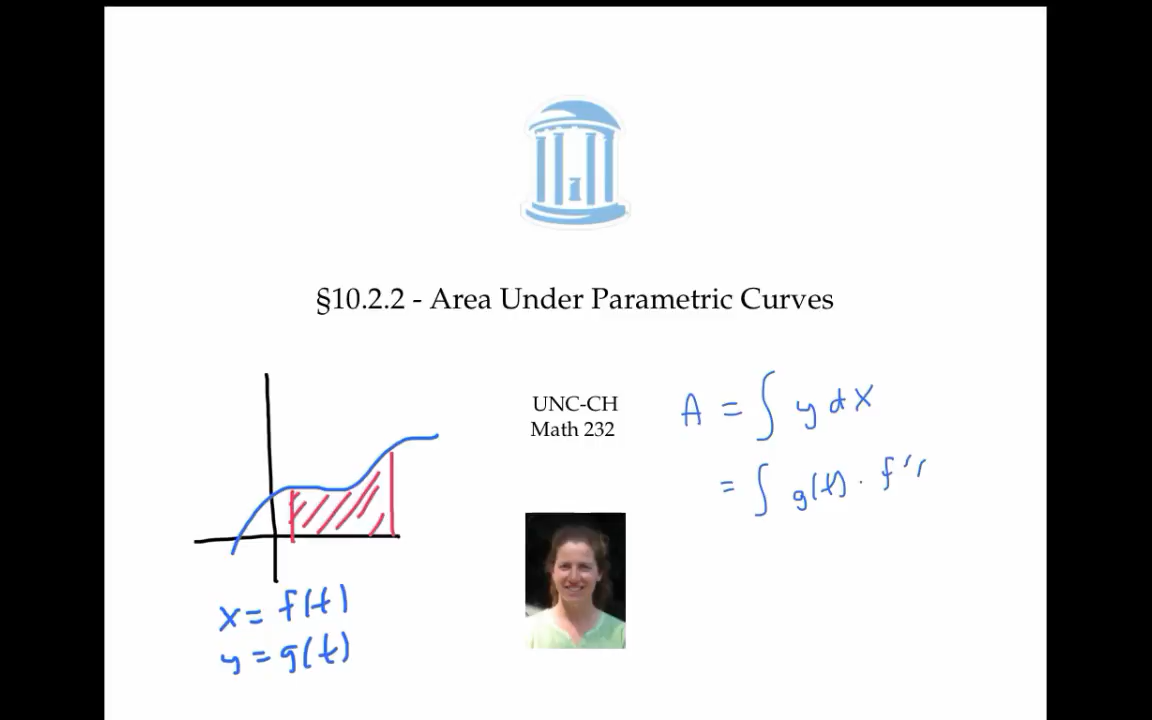 §10.2.2 - Area Under Parametric Curves
UNC-CH
Math 232
A = ∫ y dx
= ∫ g(t) · f'(
x = f(t)
y = g(t)